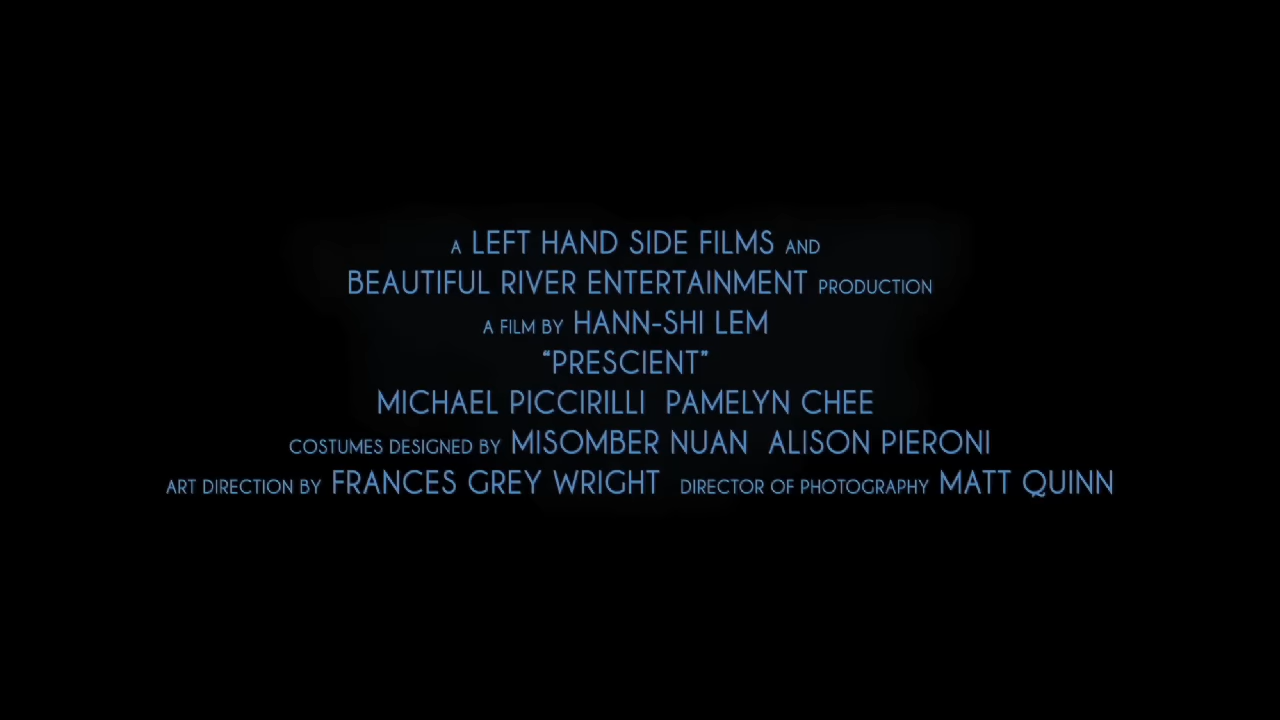 A LEFT HAND SIDE FILMS AND
BEAUTIFUL RIVER ENTERTAINMENT PRODUCTION
A FILM BY HANN-SHI LEM
“PRESCIENT”
MICHAEL PICCIRILLI PAMELYN CHEE
COSTUMES DESIGNED BY MISOMBER NUAN ALISON PIERONI
ART DIRECTION BY FRANCES GREY WRIGHT DIRECTOR OF PHOTOGRAPHY MATT QUINN